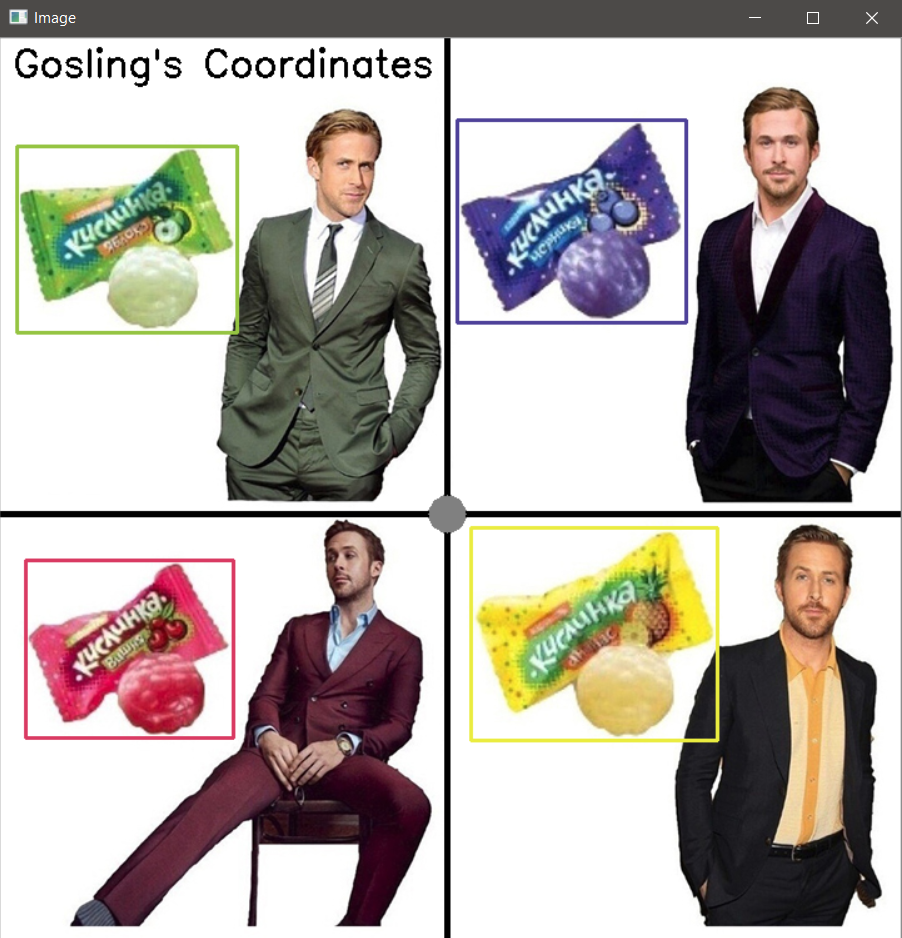 Image
Gosling's Coordinates
Кислинка
ЯБЛОКО
Кислинка
черника
Кислинка
Вишня
Кислинка
ананас